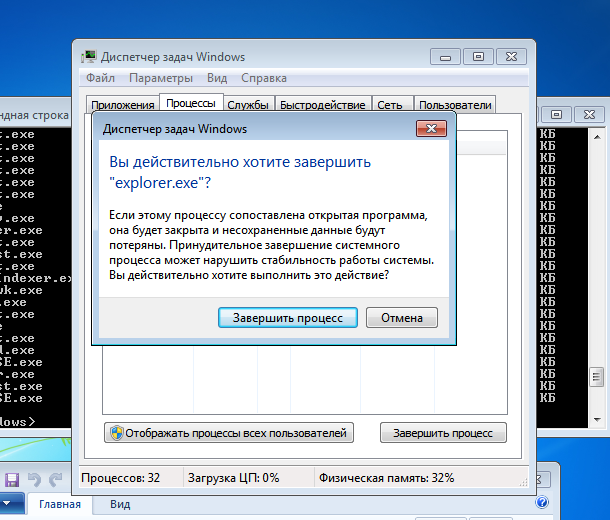 Диспетчер задач Windows
Файл Параметры Вид Справка
Приложения Процессы Службы Быстродействие Сеть Пользователи
ндная строка
Диспетчер задач Windows
Вы действительно хотите завершить
"explorer.exe"?
Если этому процессу сопоставлена открытая программа,
она будет закрыта и несохраненные данные будут
потеряны. Принудительное завершение системного
процесса может нарушить стабильность работы системы.
Вы действительно хотите выполнить это действие?
Завершить процесс Отмена
t.exe КБ
t.exe КБ
t.exe КБ
t.exe КБ
t.exe КБ
e КБ
w.exe КБ
er.exe КБ
t.exe КБ
st.exe КБ
t.exe КБ
Indexer.ex КБ
wk.exe КБ
.exe КБ
t.exe КБ
e КБ
t.exe КБ
d.exe КБ
SE.exe КБ
r.exe КБ
st.exe КБ
SE.exe КБ
dows>
Отображать процессы всех пользователей Завершить процесс
Процессов: 32 Загрузка ЦП: 0% Физическая память: 32%
Главная Вид